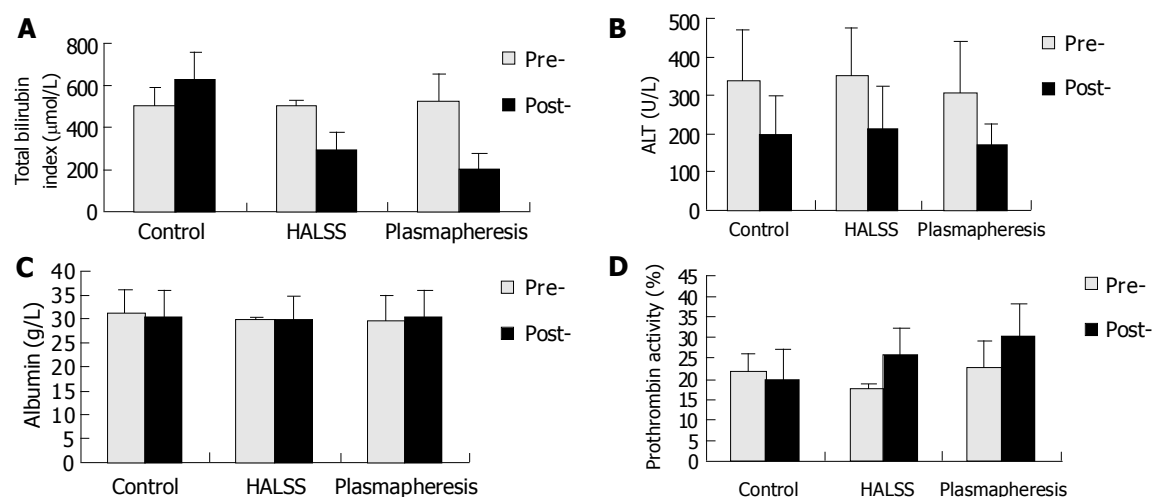 A
Total bilirubin
index (μmol/L)
800
600
400
200
0
Control
HALSS
Plasmapheresis
Pre-
Post-
B
ALT (U/L)
500
400
300
200
100
0
Control
HALSS
Plasmapheresis
Pre-
Post-
C
Albumin (g/L)
40
35
30
25
20
15
10
5
0
Control
HALSS
Plasmapheresis
Pre-
Post-
D
Prothrombin activity (%)
45
40
35
30
25
20
15
10
5
0
Control
HALSS
Plasmapheresis
Pre-
Post-